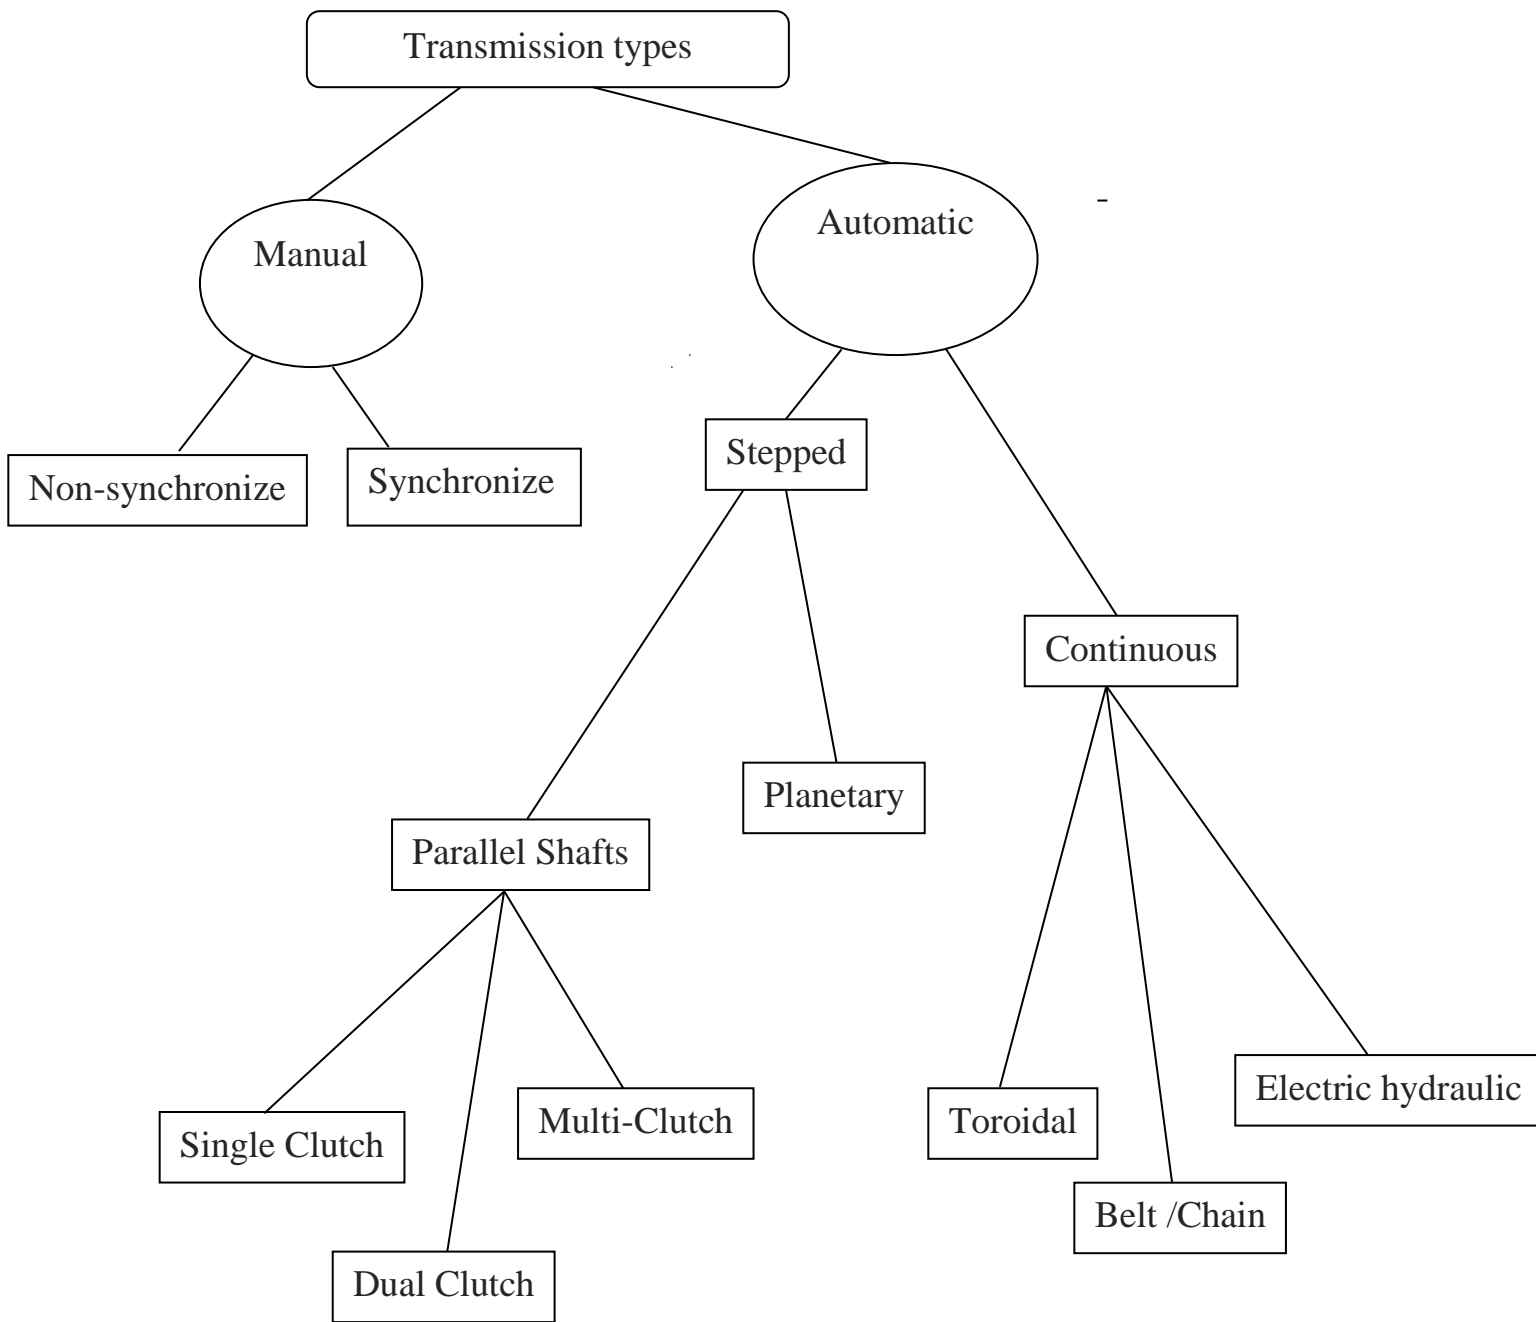 Transmission types
Automatic
-
Manual
Stepped
Non-synchronize
Synchronize
Continuous
Planetary
Parallel Shafts
Single Clutch
Multi-Clutch
Toroidal
Electric hydraulic
Belt /Chain
Dual Clutch